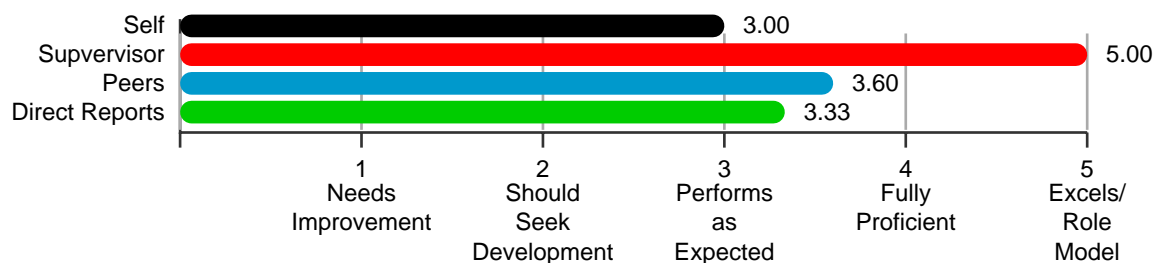 Self 3.00
Supvervisor 5.00
Peers 3.60
Direct Reports 3.33
1 2 3 4 5
Needs Should Performs Fully Excels/
Improvement Seek as Proficient Role
Development Expected Model